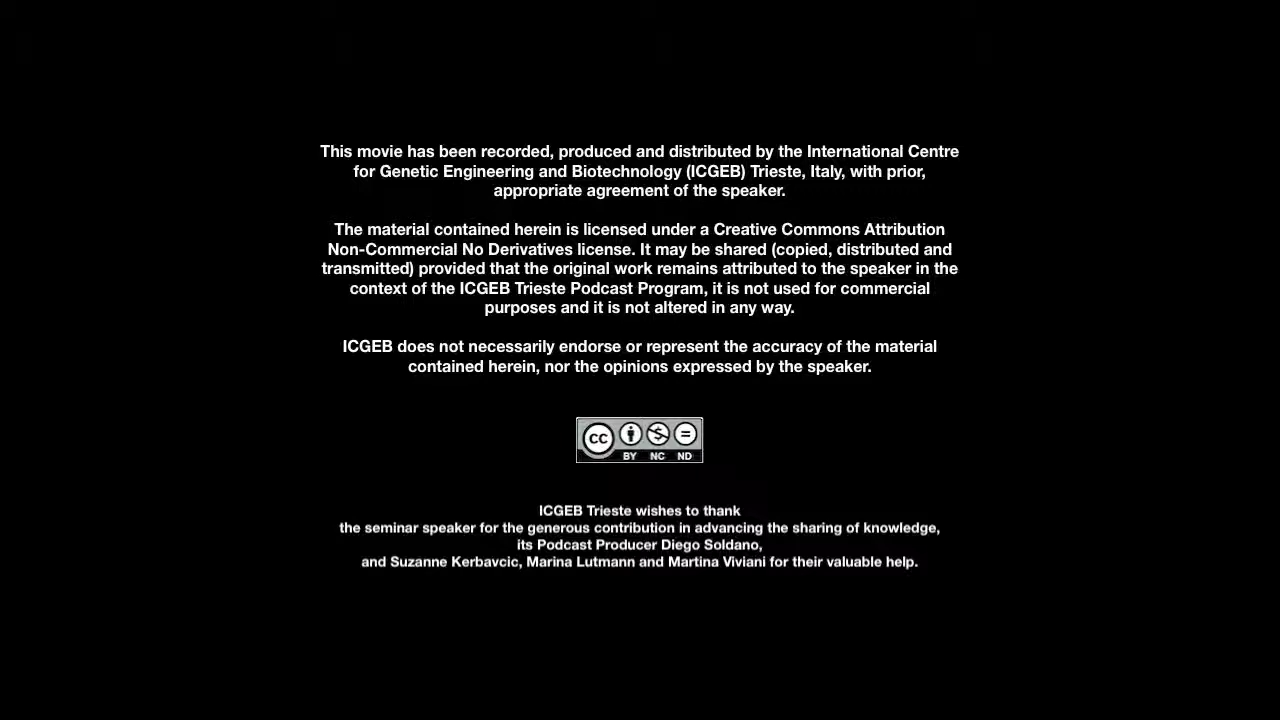 This movie has been recorded, produced and distributed by the International Centre
for Genetic Engineering and Biotechnology (ICGEB) Trieste, Italy, with prior,
appropriate agreement of the speaker.
The material contained herein is licensed under a Creative Commons Attribution
Non-Commercial No Derivatives license. It may be shared (copied, distributed and
transmitted) provided that the original work remains attributed to the speaker in the
context of the ICGEB Trieste Podcast Program, it is not used for commercial
purposes and it is not altered in any way.
ICGEB does not necessarily endorse or represent the accuracy of the material
contained herein, nor the opinions expressed by the speaker.
CC
BY NC ND
ICGEB Trieste wishes to thank
the seminar speaker for the generous contribution in advancing the sharing of knowledge,
its Podcast Producer Diego Soldano,
and Suzanne Kerbavcic, Marina Lutmann and Martina Viviani for their valuable help.